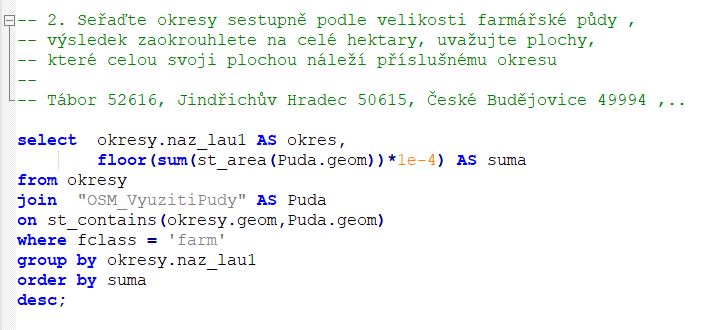 -- 2. Seřaďte okresy sestupně podle velikosti farmářské půdy ,
-- výsledek zaokrouhlete na celé hektary, uvažujte plochy,
-- které celou svoji plochou náleží příslušnému okresu
--
-- Tábor 52616, Jindřichův Hradec 50615, České Budějovice 49994 ,..
select  okresy.naz_lau1 AS okres,
        floor(sum(st_area(Puda.geom))*1e-4) AS suma
from okresy
join  "OSM_VyuzitiPudy" AS Puda
on st_contains(okresy.geom,Puda.geom)
where fclass = 'farm'
group by okresy.naz_lau1
order by suma
desc;